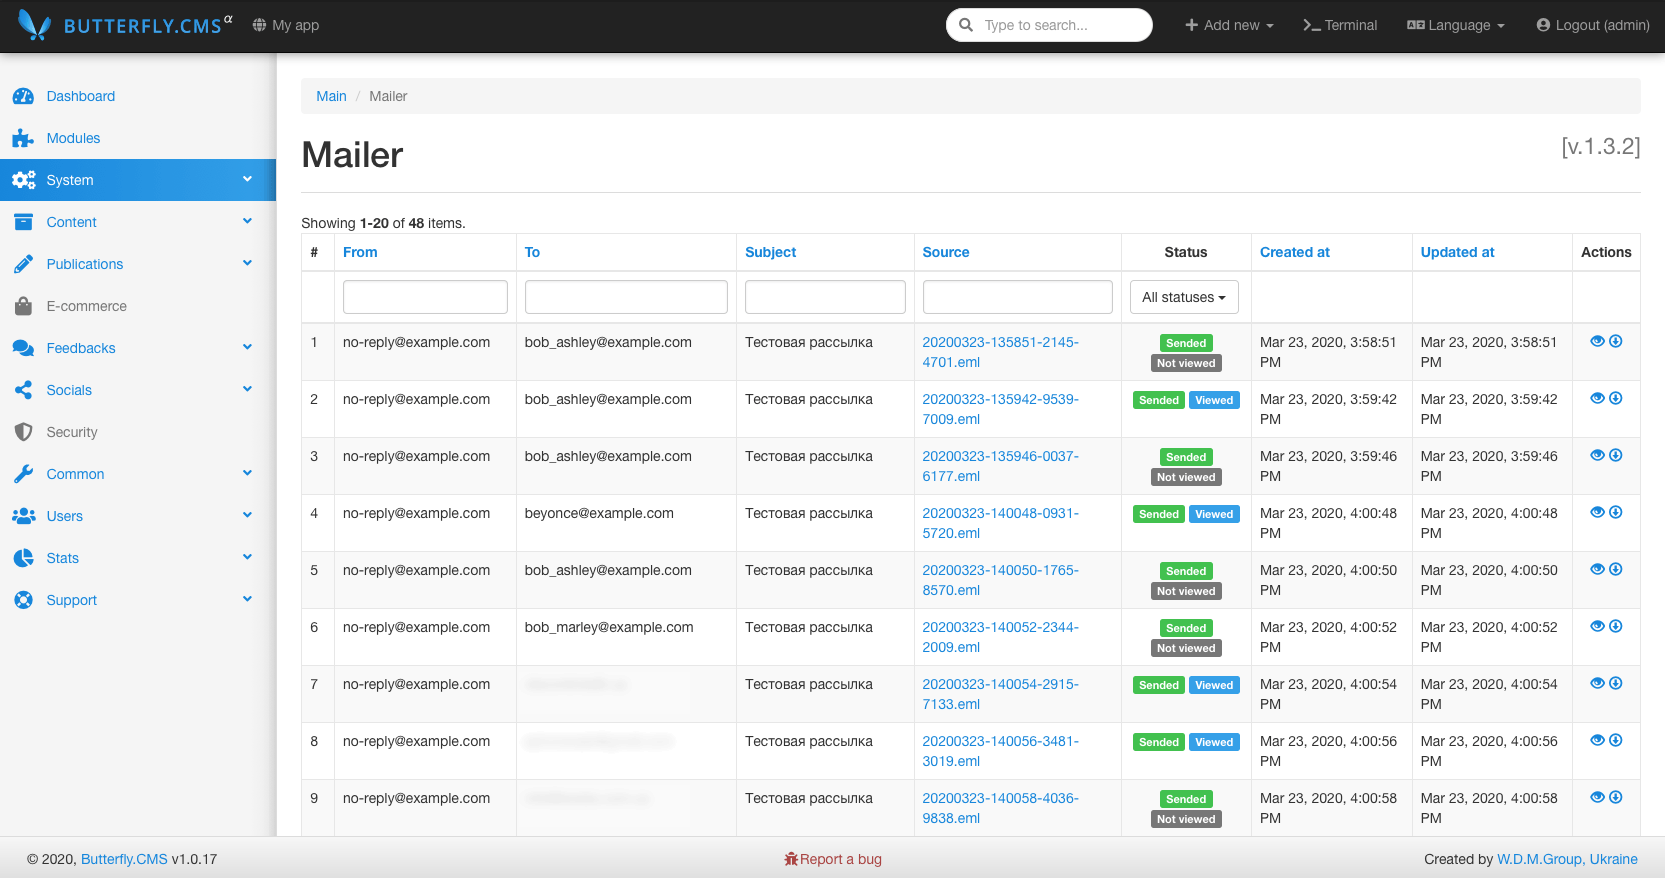 BUTTERFLY.CMS α My app Type to search... Add new Terminal Language Logout (admin)
Dashboard
Modules
System
Content
Publications
E-commerce
Feedbacks
Socials
Security
Common
Users
Stats
Support
Main / Mailer
Mailer [v.1.3.2]
Showing 1-20 of 48 items.
# From To Subject Source Status Created at Updated at Actions
All statuses
1 no-reply@example.com bob_ashley@example.com Тестовая рассылка 20200323-135851-2145- Sended Mar 23, 2020, 3:58:51 Mar 23, 2020, 3:58:51
4701.eml Not viewed PM PM
2 no-reply@example.com bob_ashley@example.com Тестовая рассылка 20200323-135942-9539- Sended Viewed Mar 23, 2020, 3:59:42 Mar 23, 2020, 3:59:42
7009.eml PM PM
3 no-reply@example.com bob_ashley@example.com Тестовая рассылка 20200323-135946-0037- Sended Mar 23, 2020, 3:59:46 Mar 23, 2020, 3:59:46
6177.eml Not viewed PM PM
4 no-reply@example.com beyonce@example.com Тестовая рассылка 20200323-140048-0931- Sended Viewed Mar 23, 2020, 4:00:48 Mar 23, 2020, 4:00:48
5720.eml PM PM
5 no-reply@example.com bob_ashley@example.com Тестовая рассылка 20200323-140050-1765- Sended Mar 23, 2020, 4:00:50 Mar 23, 2020, 4:00:50
8570.eml Not viewed PM PM
6 no-reply@example.com bob_marley@example.com Тестовая рассылка 20200323-140052-2344- Sended Mar 23, 2020, 4:00:52 Mar 23, 2020, 4:00:52
2009.eml Not viewed PM PM
7 no-reply@example.com Тестовая рассылка 20200323-140054-2915- Sended Viewed Mar 23, 2020, 4:00:54 Mar 23, 2020, 4:00:54
7133.eml PM PM
8 no-reply@example.com Тестовая рассылка 20200323-140056-3481- Sended Viewed Mar 23, 2020, 4:00:56 Mar 23, 2020, 4:00:56
3019.eml PM PM
9 no-reply@example.com Тестовая рассылка 20200323-140058-4036- Sended Mar 23, 2020, 4:00:58 Mar 23, 2020, 4:00:58
9838.eml Not viewed PM PM
© 2020, Butterfly.CMS v1.0.17 Report a bug Created by W.D.M.Group, Ukraine